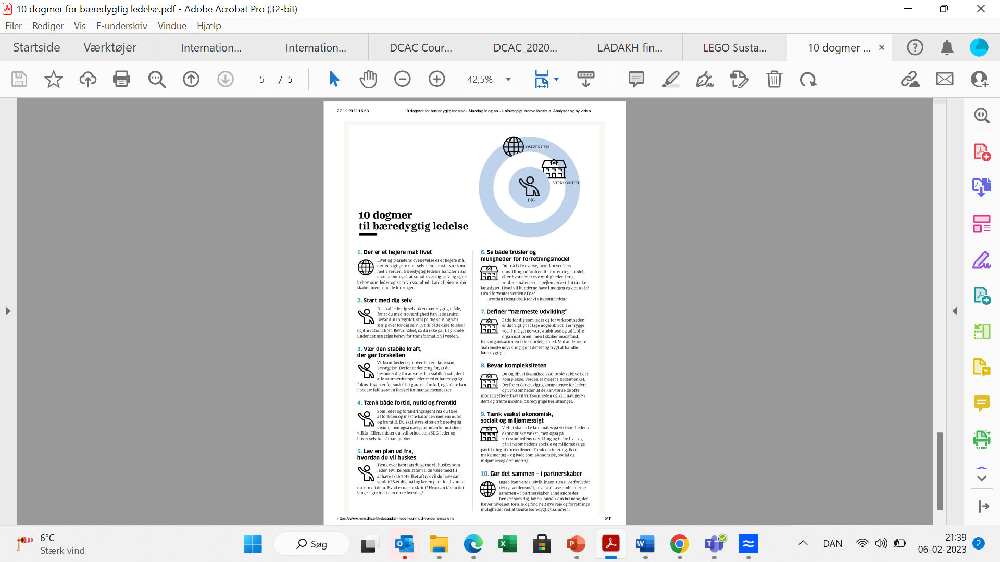 10 dogmer for bæredygtig ledelse.pdf - Adobe Acrobat Pro (32-bit)
Filer Rediger Vis E-underskriv Vindue Hjælp
Startside Værktøjer Internation... Internation... DCAC Cour... DCAC_2020... LADAKH fin... LEGO Susta... 10 dogmer ...
5 / 5 42,5%
27.12.2022 15.53 10 dogmer for bæredygtig ledelse - Mandag Morgen - Uafhængigt innovationshus. Analyser og ny viden.
OMVERDEN
VIRKSOMHED
DIG
10 dogmer
til bæredygtig ledelse
1. Der er et højere mål: livet
Livet og planetens overlevelse er et højere mål,
der er vigtigere end selv den største virksom-
hed i verden. Bæredygtig ledelse handler i sin
essens om også at se ud over sig selv og egne
behov som leder og som virksomhed. Lær af bierne, der
skaber mere, end de forbruger.
2. Start med dig selv
Du skal lede dig selv på en bæredygtig måde,
for at du med troværdighed kan lede andre.
Bevar din integritet, stol på dig selv, og vær
ærlig over for dig selv. Lyt til både dine følelser
og din rationalitet. Bevar håbet, så du ikke går til grunde
under det mægtige behov for transformation i verden.
3. Vær den stabile kraft,
der gør forskellen
Virksomheder og omverden er i konstant
bevægelse. Derfor er der brug for, at du
beslutter dig for at være den stabile kraft, der i
alle sammenhænge leder med et bæredygtigt
fokus. Ingen er for små til at gøre en forskel, og ledere kan
i bedste fald gøre en forskel for mange mennesker.
4. Tænk både fortid, nutid og fremtid
Som leder og forandringsagent må du lære
af fortiden og mestre balancen mellem nutid
og fremtid. Du skal styre efter en bæredygtig
vision, men også navigere indenfor nutidens
vilkår. Ellers mister du lydhørhed som SDG-leder og
bliver selv for sårbar i jobbet.
5. Lav en plan ud fra,
hvordan du vil huskes
Tænk over hvordan du gerne vil huskes som
leder. Hvilke resultater vil du være med til
at have skabt? Hvilket aftryk vil du have sat i
verden? Sæt dig mål og lav en plan for, hvordan
du kan nå dem. Hvad er næste skridt? Hvordan får du det
lange sigte ind i den nære hverdag?
6. Se både trusler og
muligheder for forretningsmodel
Du må ikke overse, hvordan verdens
omstilling udfordrer din forretningsmodel,
eller hvor der er nye muligheder. Brug
verdensmålene som pejlemærke til at tænke
langsigtet. Hvad vil kunderne have i morgen og om 10 år?
Hvad forventer verden af os?
Hvordan fremtidssikrer vi virksomheden?
7. Definér “nærmeste udvikling”
Både for dig som leder og for virksomheden
er det vigtigt at tage nogle skridt, I er trygge
ved. I må gerne være ambitiøse og udfordre
organisationen, men I skaber modstand,
hvis organisationen ikke kan følge med. Ved at definere
’nærmeste udvikling’ gør I det let og trygt at handle
bæredygtigt.
8. Bevar kompleksiteten
Du og din virksomhed skal turde at blive i det
komplekse. Verden er meget sjældent enkel.
Derfor er det en vigtig kompetence for ledere
og virksomheder, at de kan/tør se de ofte
modsatrettede krav til virksomheden og kan navigere i
dem og træffe modne, bæredygtige beslutninger.
9. Tænk vækst økonomisk,
socialt og miljømæssigt
Vækst skal ikke kun måles på virksomhedens
økonomiske vækst, men også på
virksomhedens udvikling og indre liv – og
på virksomhedens sociale og miljømæssige
påvirkning af omverdenen. Tænk optimering, ikke
maksimering - og både som økonomisk, social og
miljømæssig optimering.
10. Gør det sammen – i partnerskaber
Ingen kan vende udviklingen alene. Derfor lyder
det 17. verdensmål, at vi skal løse problemerne
sammen – i partnerskaber. Find andre der
tænker som dig, lav en ’bund’ i din branche, der
hæver niveauet for alle og find helt nye veje og forretnings
muligheder ved at tænke bæredygtigt sammen.
https://www.mm.dk/artikel/saadan-leder-du-mod-verdensmaalene 5/11
6°C
Stærk vind
Søg
DAN
21:39
06-02-2023
2